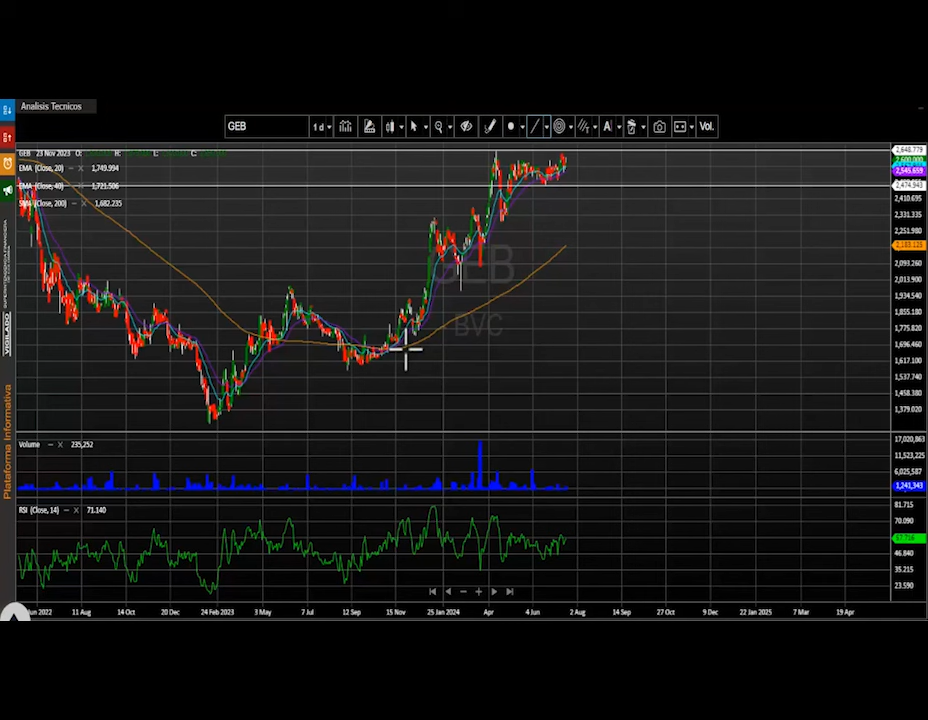 Analisis Tecnicos
GEB
1 d
Vol.
GEB 23 Nov 2023 O: H: L: C:
EMA (Close, 20) 1,749.994
EMA (Close, 40) 1,721.506
SMA (Close, 200) 1,682.235
GEB
BVC
2,648.779
2,600.000
2,545.659
2,474.943
2,410.695
2,331.335
2,251.980
2,183.125
2,093.260
2,013.900
1,934.540
1,855.180
1,775.820
1,696.460
1,617.100
1,537.740
1,458.380
1,379.020
Volume 235,252
17,020,863
11,523,225
6,025,587
1,241,343
RSI (Close, 14) 71.140
81.715
70.090
57.716
46.840
35.215
23.590
Jun 2022 11 Aug 14 Oct 20 Dec 24 Feb 2023 3 May 7 Jul 12 Sep 15 Nov 25 Jan 2024 Apr 4 Jun 2 Aug 14 Sep 27 Oct 9 Dec 22 Jan 2025 7 Mar 19 Apr
VIGILADO
Plataforma Informativa